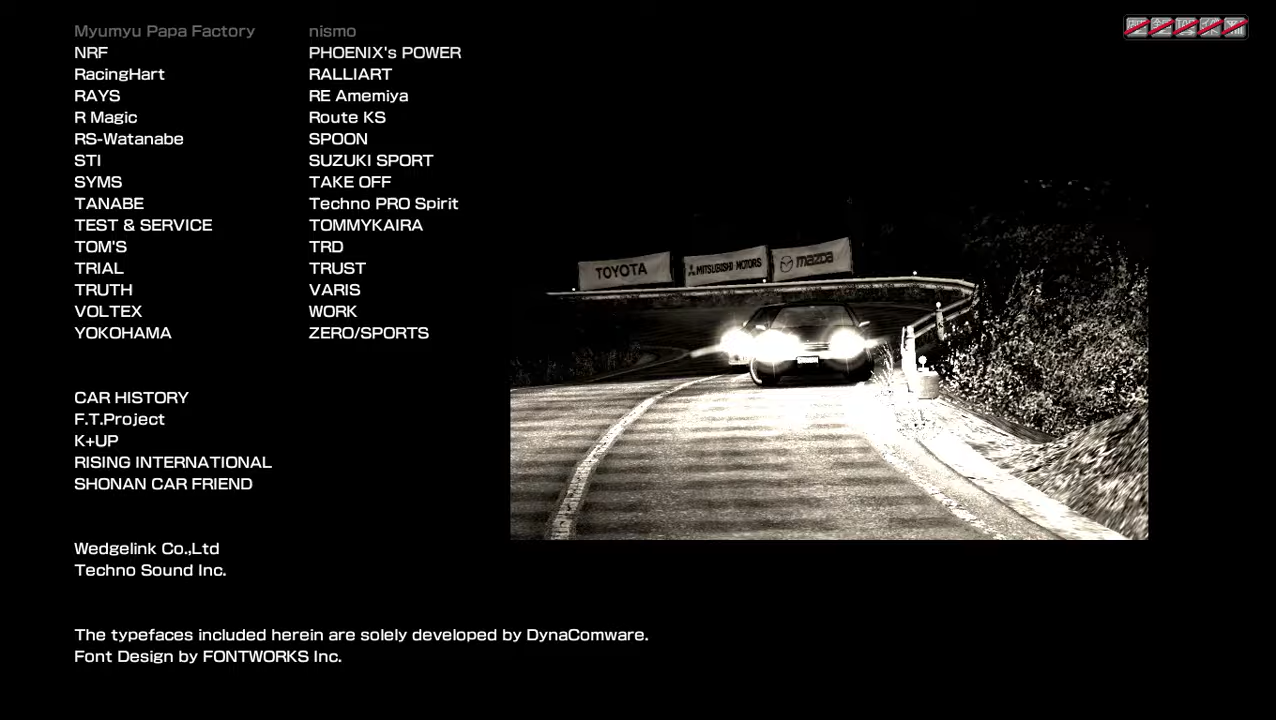 Myumyu Papa Factory nismo
NRF PHOENIX's POWER
RacingHart RALLIART
RAYS RE Amemiya
R Magic Route KS
RS-Watanabe SPOON
STI SUZUKI SPORT
SYMS TAKE OFF
TANABE Techno PRO Spirit
TEST & SERVICE TOMMYKAIRA
TOM'S TRD
TRIAL TRUST
TRUTH VARIS
VOLTEX WORK
YOKOHAMA ZERO/SPORTS
TOYOTA MITSUBISHI MOTORS mazda
CAR HISTORY
F.T.Project
K+UP
RISING INTERNATIONAL
SHONAN CAR FRIEND
Wedgelink Co.,Ltd
Techno Sound Inc.
The typefaces included herein are solely developed by DynaComware.
Font Design by FONTWORKS Inc.